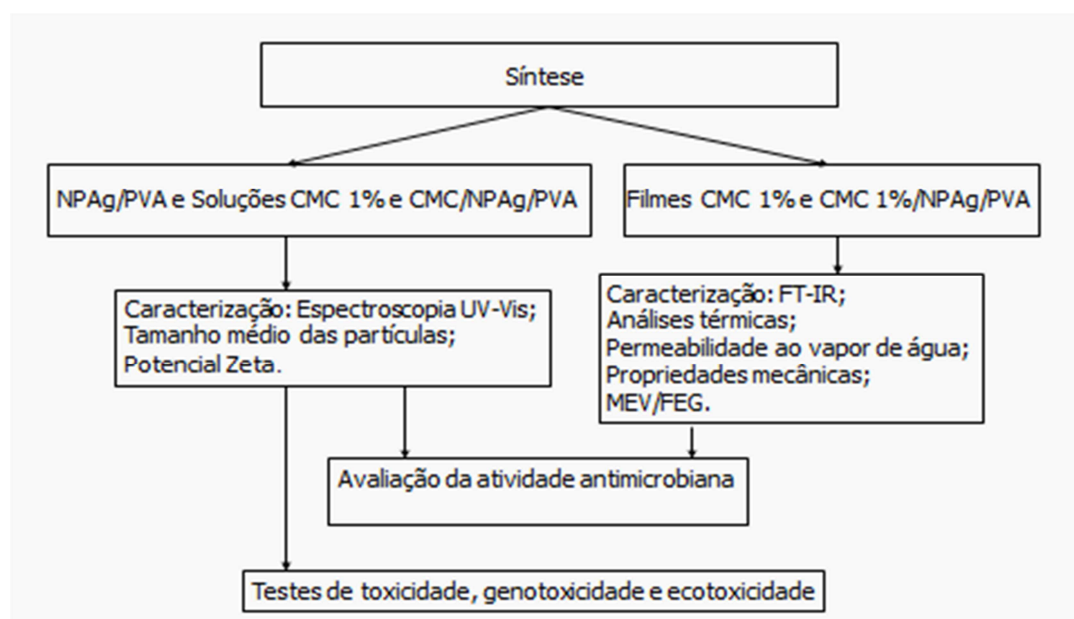 Síntese
NPAg/PVA e Soluções CMC 1% e CMC/NPAg/PVA
Filmes CMC 1% e CMC 1%/NPAg/PVA
Caracterização: Espectroscopia UV-Vis;
Tamanho médio das partículas;
Potencial Zeta.
Caracterização: FT-IR;
Análises térmicas;
Permeabilidade ao vapor de água;
Propriedades mecânicas;
MEV/FEG.
Avaliação da atividade antimicrobiana
Testes de toxicidade, genotoxicidade e ecotoxicidade